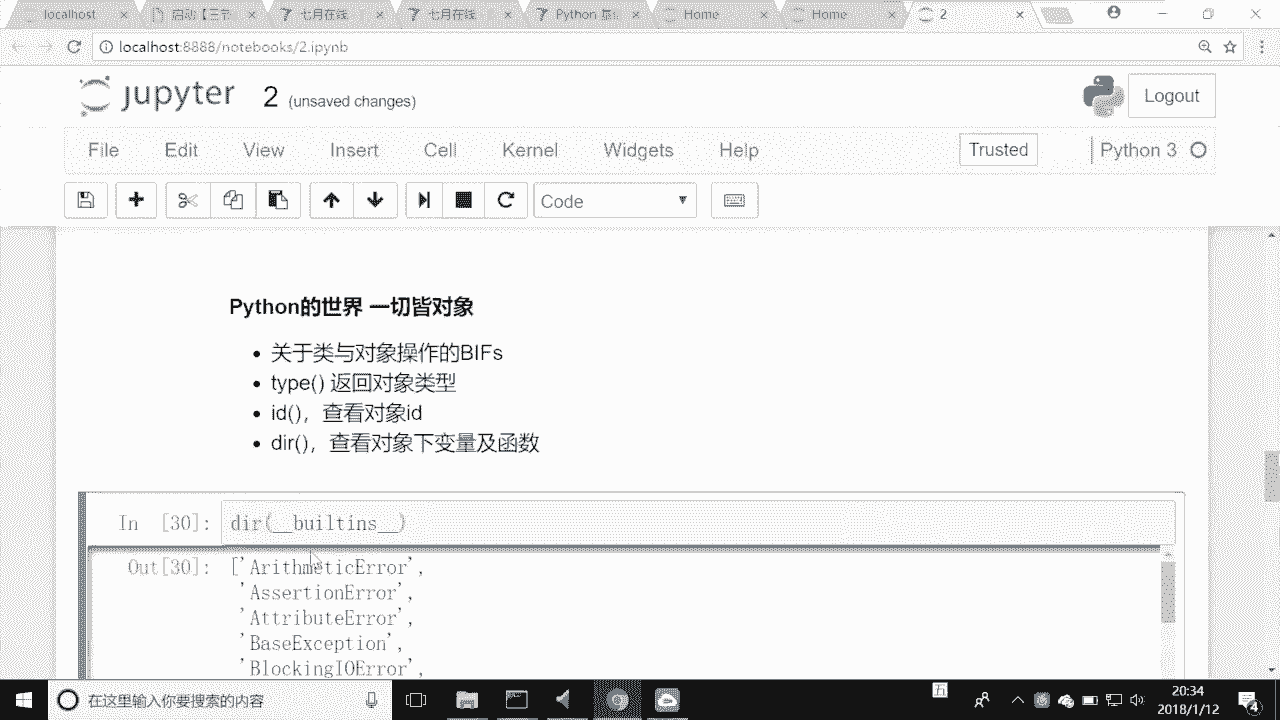 localhost
启动【三节
七月在线
七月在线
Python 基
Home
Home
2
localhost:8888/notebooks/2.ipynb
jupyter 2 (unsaved changes)
Logout
File Edit View Insert Cell Kernel Widgets Help
Trusted
Python 3
Code
Python的世界 一切皆对象
关于类与对象操作的BIFs
type() 返回对象类型
id()，查看对象id
dir()，查看对象下变量及函数
In [30]: dir(__builtins__)
Out[30]: ['ArithmeticError',
'AssertionError',
'AttributeError',
'BaseException',
'BlockingIOError',
在这里输入你要搜索的内容
五
20:34
2018/1/12